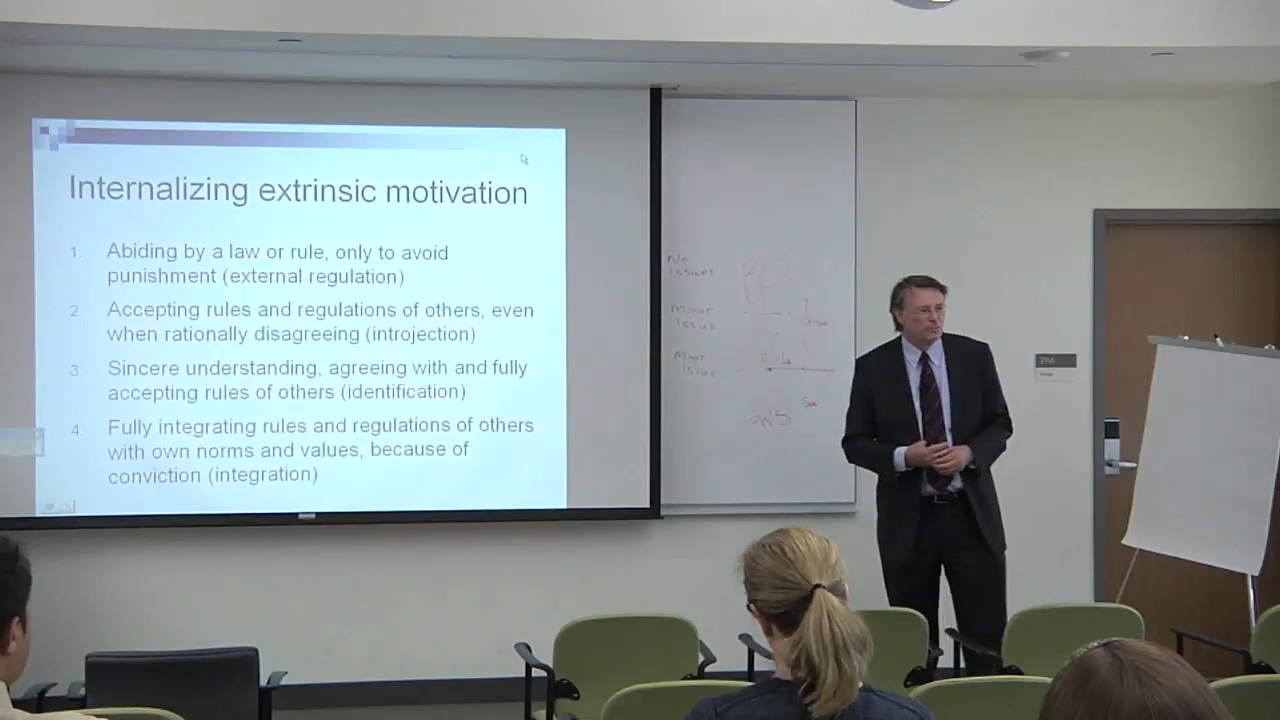 Internalizing extrinsic motivation
1. Abiding by a law or rule, only to avoid
punishment (external regulation)
2. Accepting rules and regulations of others, even
when rationally disagreeing (introjection)
3. Sincere understanding, agreeing with and fully
accepting rules of others (identification)
4. Fully integrating rules and regulations of others
with own norms and values, because of
conviction (integration)
No
Issues
Minor
Issue
Major
Issue